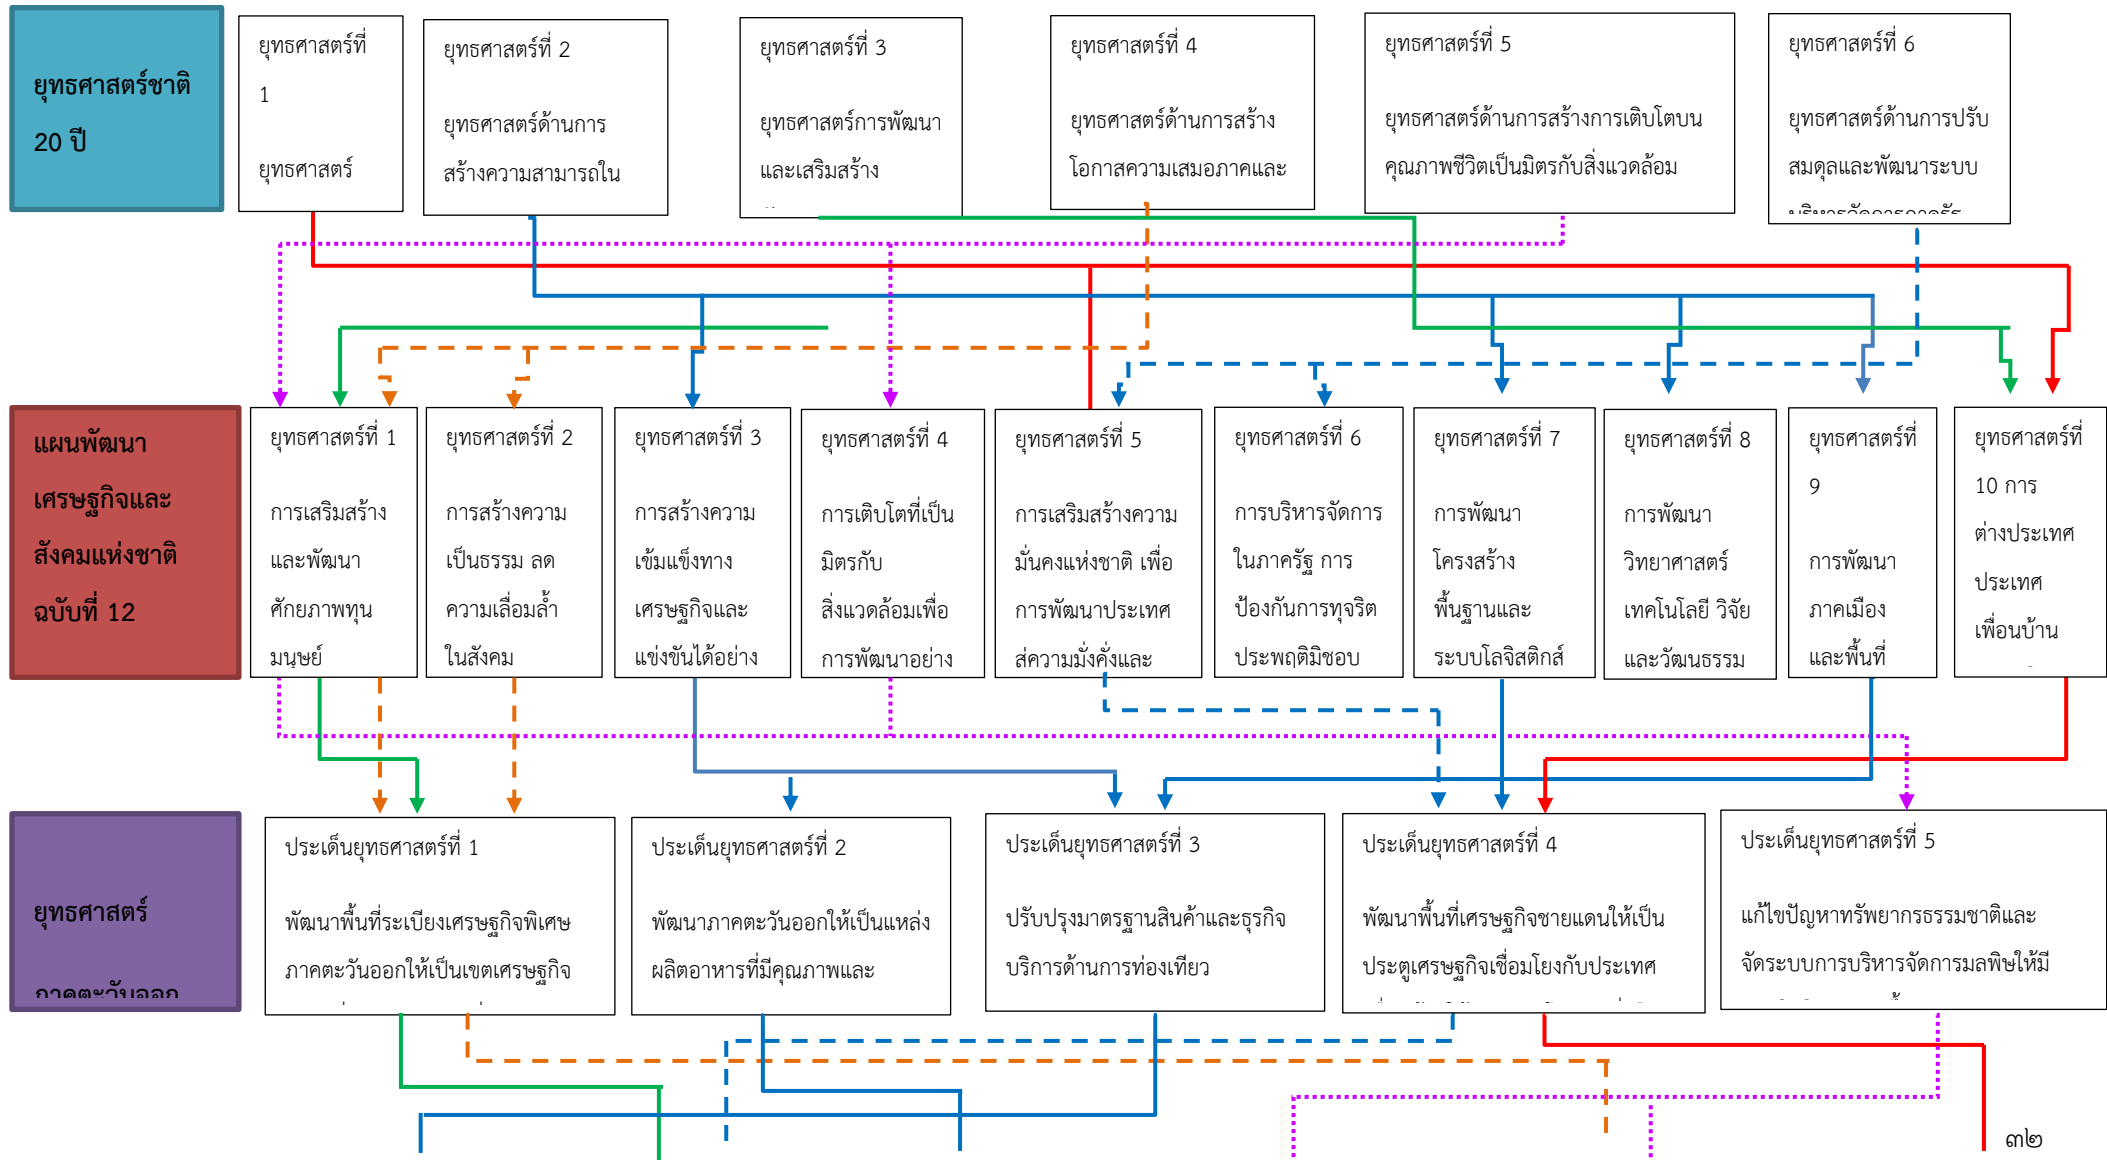 ยุทธศาสตร์ชาติ
20 ปี
ยุทธศาสตร์ที่
1
ยุทธศาสตร์
ยุทธศาสตร์ที่ 2
ยุทธศาสตร์ด้านการ
สร้างความสามารถใน
ยุทธศาสตร์ที่ 3
ยุทธศาสตร์การพัฒนา
และเสริมสร้าง
ยุทธศาสตร์ที่ 4
ยุทธศาสตร์ด้านการสร้าง
โอกาสความเสมอภาคและ
ยุทธศาสตร์ที่ 5
ยุทธศาสตร์ด้านการสร้างการเติบโตบน
คุณภาพชีวิตเป็นมิตรกับสิ่งแวดล้อม
ยุทธศาสตร์ที่ 6
ยุทธศาสตร์ด้านการปรับ
สมดุลและพัฒนาระบบ
บริหารจัดการภาครัฐ
แผนพัฒนา
เศรษฐกิจและ
สังคมแห่งชาติ
ฉบับที่ 12
ยุทธศาสตร์ที่ 1
การเสริมสร้าง
และพัฒนา
ศักยภาพทุน
มนุษย์
ยุทธศาสตร์ที่ 2
การสร้างความ
เป็นธรรม ลด
ความเลื่อมล้ำ
ในสังคม
ยุทธศาสตร์ที่ 3
การสร้างความ
เข้มแข็งทาง
เศรษฐกิจและ
แข่งขันได้อย่าง
ยุทธศาสตร์ที่ 4
การเติบโตที่เป็น
มิตรกับ
สิ่งแวดล้อมเพื่อ
การพัฒนาอย่าง
ยุทธศาสตร์ที่ 5
การเสริมสร้างความ
มั่นคงแห่งชาติ เพื่อ
การพัฒนาประเทศ
สู่ความมั่งคั่งและ
ยุทธศาสตร์ที่ 6
การบริหารจัดการ
ในภาครัฐ การ
ป้องกันการทุจริต
ประพฤติมิชอบ
ยุทธศาสตร์ที่ 7
การพัฒนา
โครงสร้าง
พื้นฐานและ
ระบบโลจิสติกส์
ยุทธศาสตร์ที่ 8
การพัฒนา
วิทยาศาสตร์
เทคโนโลยี วิจัย
และวัฒนธรรม
ยุทธศาสตร์ที่
9
การพัฒนา
ภาคเมือง
และพื้นที่
ยุทธศาสตร์ที่
10 การ
ต่างประเทศ
ประเทศ
เพื่อนบ้าน
ยุทธศาสตร์
ภาคตะวันออก
ประเด็นยุทธศาสตร์ที่ 1
พัฒนาพื้นที่ระเบียงเศรษฐกิจพิเศษ
ภาคตะวันออกให้เป็นเขตเศรษฐกิจ
ประเด็นยุทธศาสตร์ที่ 2
พัฒนาภาคตะวันออกให้เป็นแหล่ง
ผลิตอาหารที่มีคุณภาพและ
ประเด็นยุทธศาสตร์ที่ 3
ปรับปรุงมาตรฐานสินค้าและธุรกิจ
บริการด้านการท่องเทียว
ประเด็นยุทธศาสตร์ที่ 4
พัฒนาพื้นที่เศรษฐกิจชายแดนให้เป็น
ประตูเศรษฐกิจเชื่อมโยงกับประเทศ
ประเด็นยุทธศาสตร์ที่ 5
แก้ไขปัญหาทรัพยากรธรรมชาติและ
จัดระบบการบริหารจัดการมลพิษให้มี
๓๒